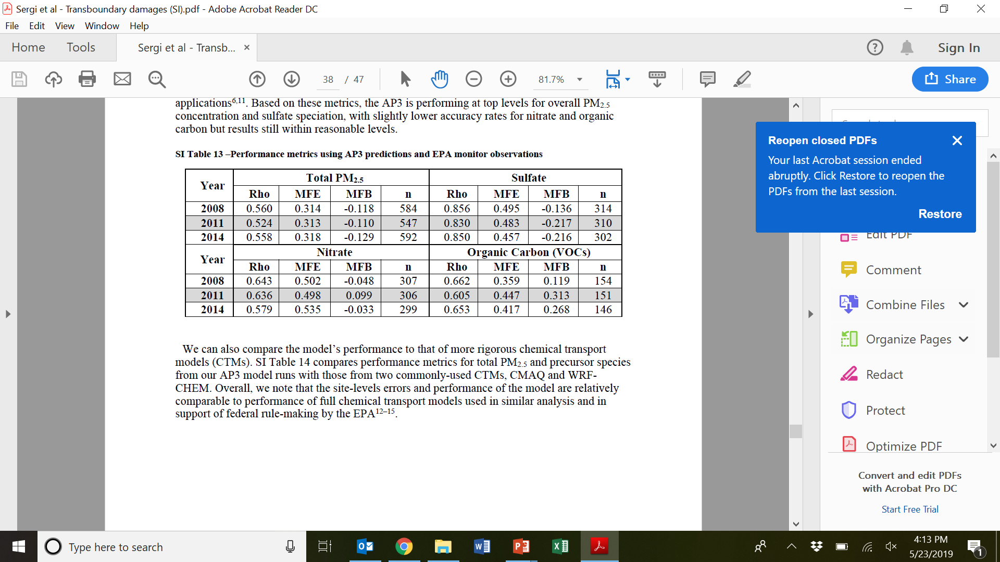 Sergi et al - Transboundary damages (SI).pdf - Adobe Acrobat Reader DC
File Edit View Window Help
Home Tools Sergi et al - Transb... × Sign In
38 / 47 81.7% Share
applications6,11. Based on these metrics, the AP3 is performing at top levels for overall PM2.5
concentration and sulfate speciation, with slightly lower accuracy rates for nitrate and organic
carbon but results still within reasonable levels.
SI Table 13 –Performance metrics using AP3 predictions and EPA monitor observations
Year Total PM2.5 Sulfate
Rho MFE MFB n Rho MFE MFB n
2008 0.560 0.314 -0.118 584 0.856 0.495 -0.136 314
2011 0.524 0.313 -0.110 547 0.830 0.483 -0.217 310
2014 0.558 0.318 -0.129 592 0.850 0.457 -0.216 302
Year Nitrate Organic Carbon (VOCs)
Rho MFE MFB n Rho MFE MFB n
2008 0.643 0.502 -0.048 307 0.662 0.359 0.119 154
2011 0.636 0.498 0.099 306 0.605 0.447 0.313 151
2014 0.579 0.535 -0.033 299 0.653 0.417 0.268 146
We can also compare the model’s performance to that of more rigorous chemical transport
models (CTMs). SI Table 14 compares performance metrics for total PM2.5 and precursor species
from our AP3 model runs with those from two commonly-used CTMs, CMAQ and WRF-
CHEM. Overall, we note that the site-levels errors and performance of the model are relatively
comparable to performance of full chemical transport models used in similar analysis and in
support of federal rule-making by the EPA12–15.
Reopen closed PDFs
Your last Acrobat session ended
abruptly. Click Restore to reopen the
PDFs from the last session.
Restore
Edit PDF
Comment
Combine Files
Organize Pages
Redact
Protect
Optimize PDF
Convert and edit PDFs
with Acrobat Pro DC
Start Free Trial
Type here to search
4:13 PM
5/23/2019
1